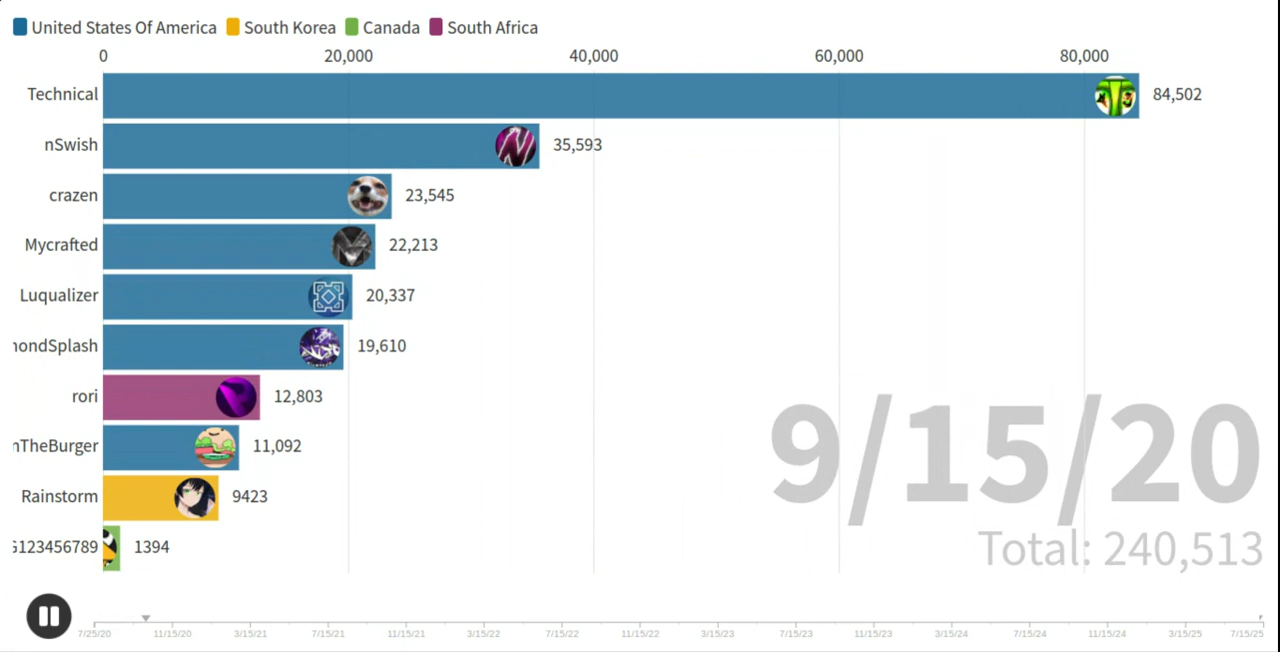 United States Of America South Korea Canada South Africa
0 20,000 40,000 60,000 80,000
Technical 84,502
nSwish 35,593
crazen 23,545
Mycrafted 22,213
Luqualizer 20,337
nondSplash 19,610
rori 12,803
nTheBurger 11,092
Rainstorm 9423
G123456789 1394
9/15/20
Total: 240,513
7/25/20 11/15/20 3/15/21 7/15/21 11/15/21 3/15/22 7/15/22 11/15/22 3/15/23 7/15/23 11/15/23 3/15/24 7/15/24 11/15/24 3/15/25 7/15/25